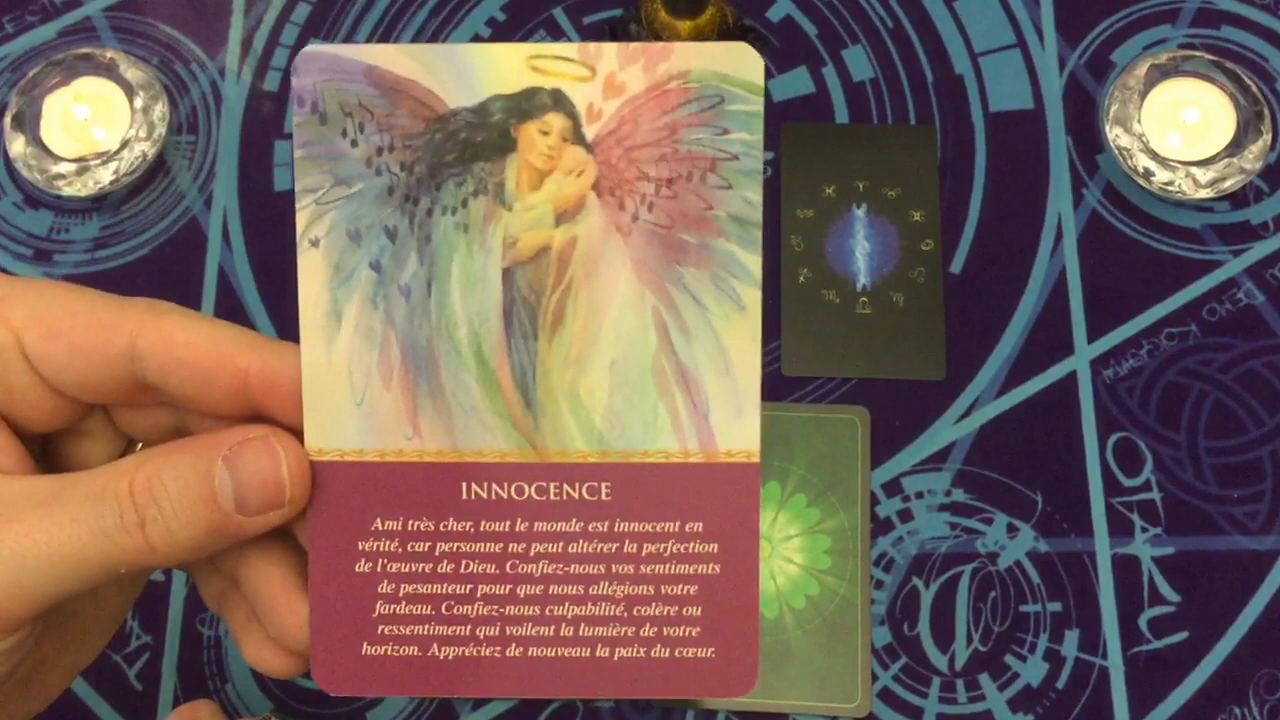 INNOCENCE
Ami très cher, tout le monde est innocent en
vérité, car personne ne peut altérer la perfection
de l'œuvre de Dieu. Confiez-nous vos sentiments
de pesanteur pour que nous allégions votre
fardeau. Confiez-nous culpabilité, colère ou
ressentiment qui voilent la lumière de votre
horizon. Appréciez de nouveau la paix du cœur.
OTAKU